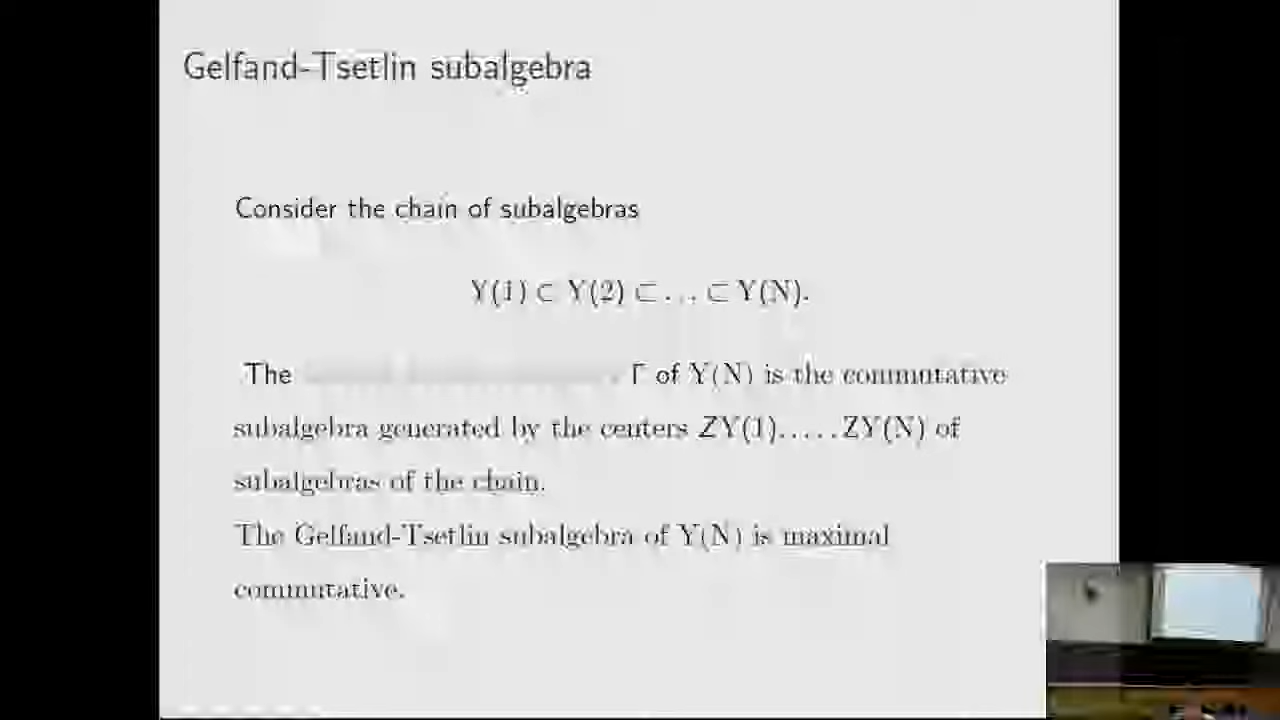 Gelfand-Tsetlin subalgebra
Consider the chain of subalgebras
Y(1) ⊂ Y(2) ⊂ . . . ⊂ Y(N).
The Γ of Y(N) is the commutative
subalgebra generated by the centers ZY(1), . . . , ZY(N) of
subalgebras of the chain.
The Gelfand-Tsetlin subalgebra of Y(N) is maximal
commutative.